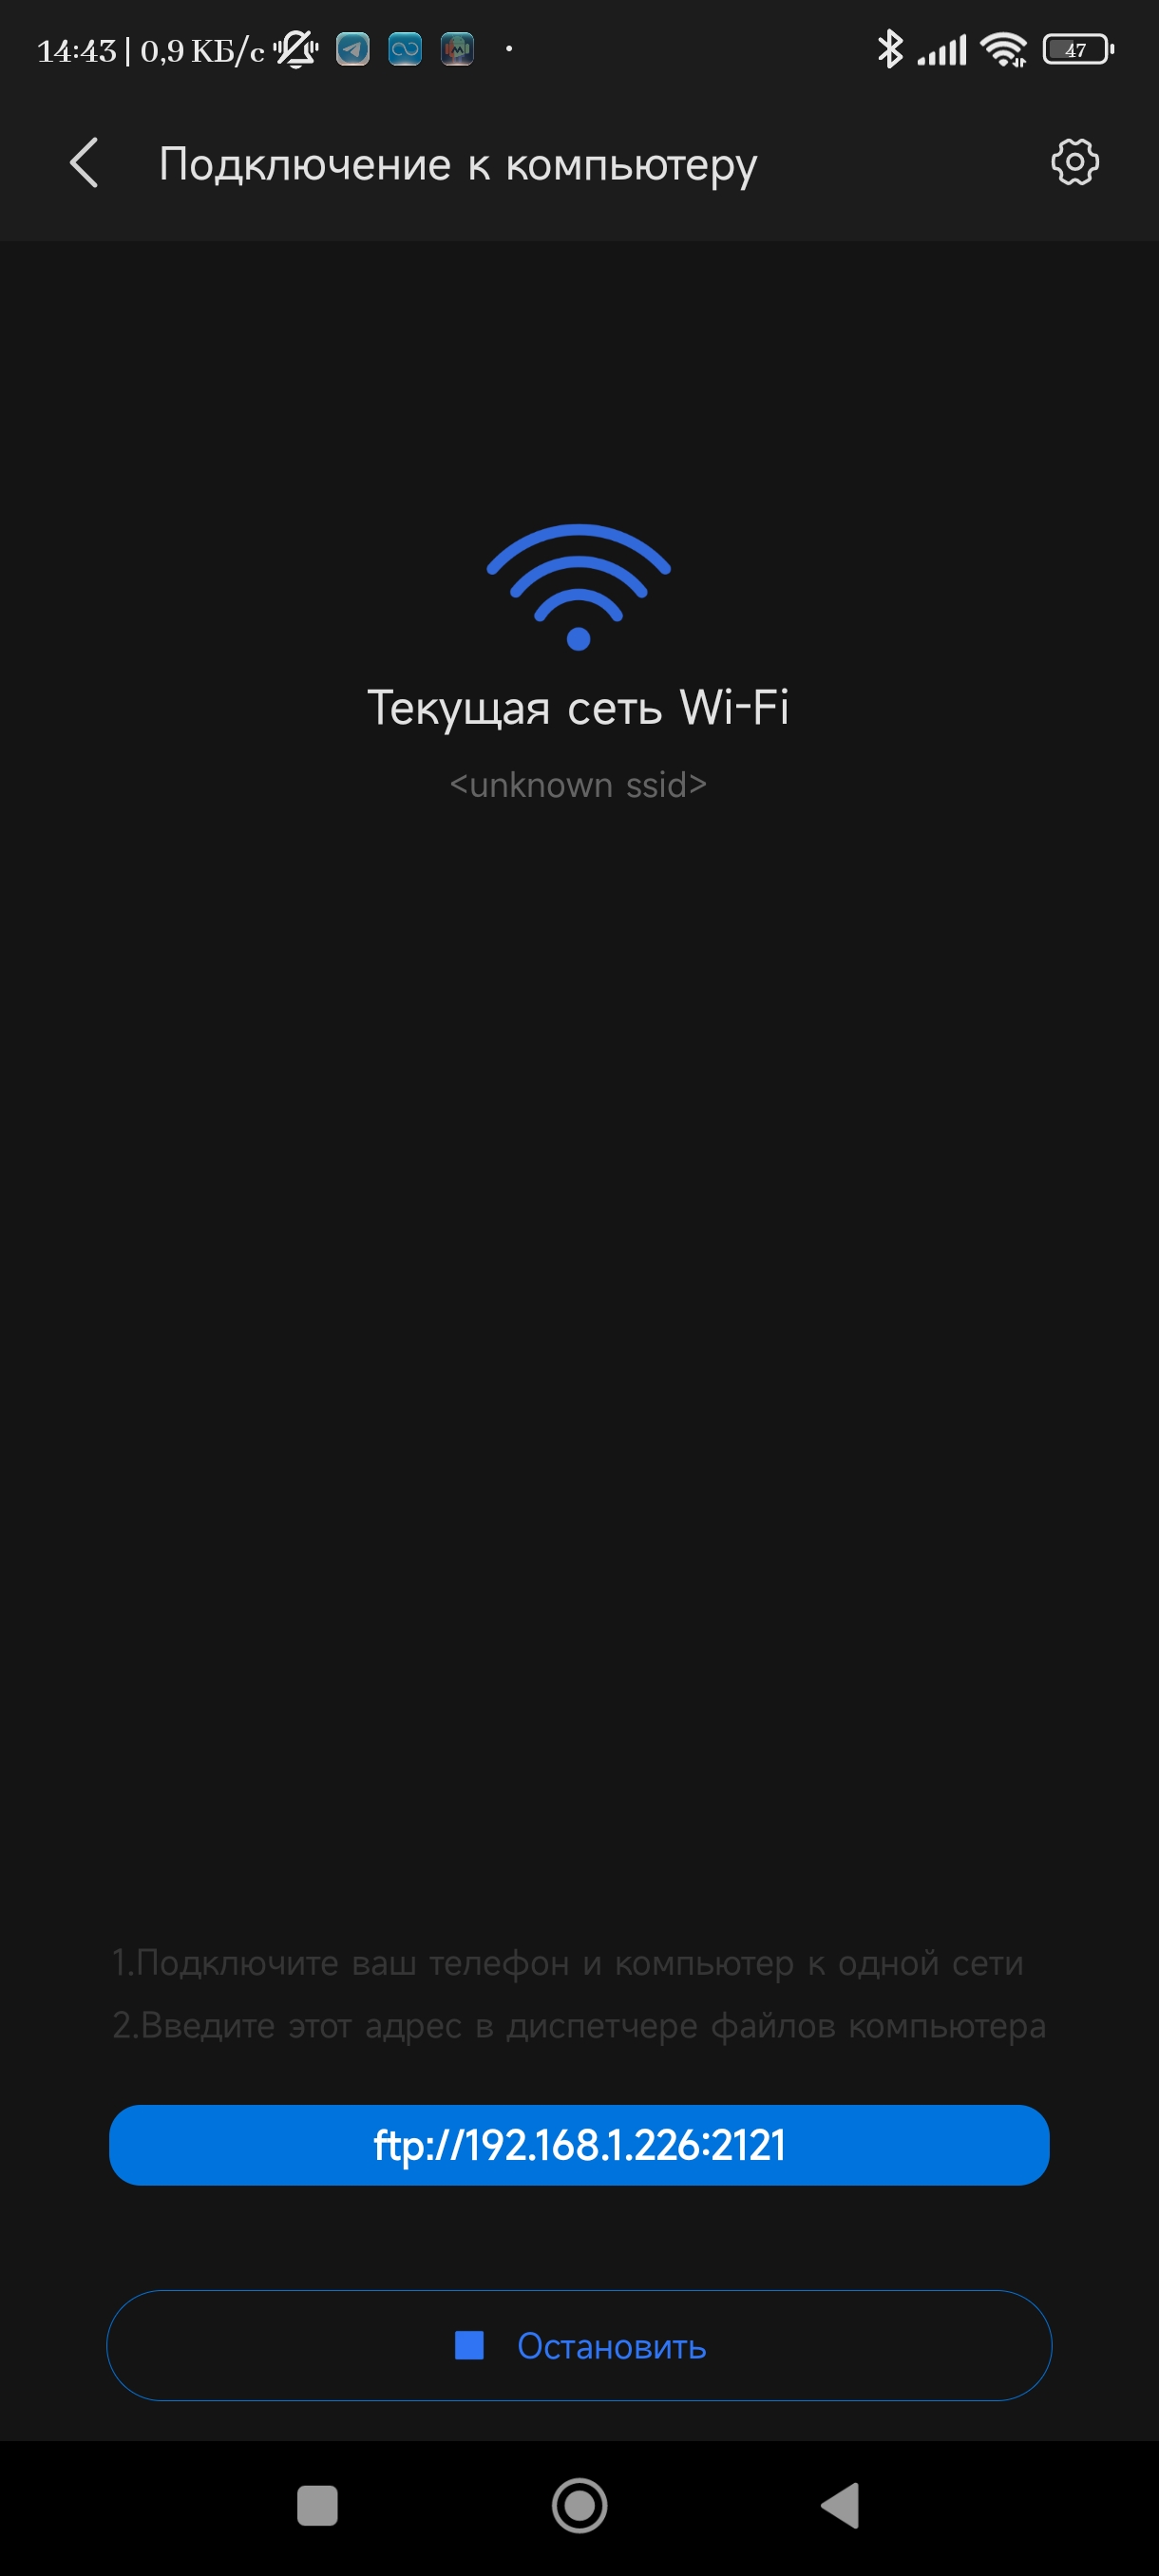 14:43 | 0,9 КБ/с
47
Подключение к компьютеру
Текущая сеть Wi-Fi
<unknown ssid>
1.Подключите ваш телефон и компьютер к одной сети
2.Введите этот адрес в диспетчере файлов компьютера
ftp://192.168.1.226:2121
Остановить